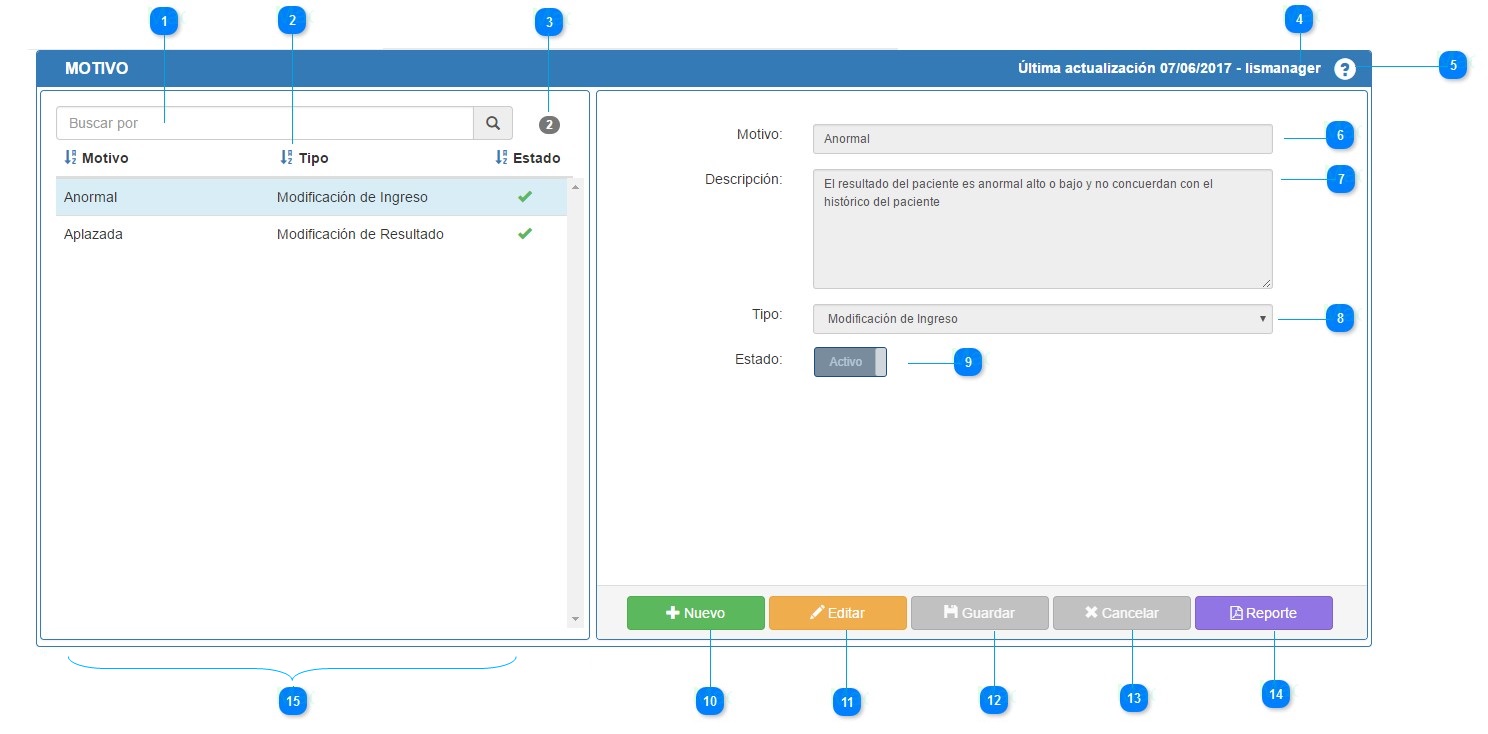 1
2
3
4
MOTIVO
Última actualización 07/06/2017 - lismanager
?
5
Buscar por
2
Motivo
Tipo
Estado
Anormal
Modificación de Ingreso
Aplazada
Modificación de Resultado
Motivo:
Anormal
6
Descripción:
El resultado del paciente es anormal alto o bajo y no concuerdan con el
histórico del paciente
7
Tipo:
Modificación de Ingreso
8
Estado:
Activo
9
Nuevo
Editar
Guardar
Cancelar
Reporte
15
10
11
12
13
14